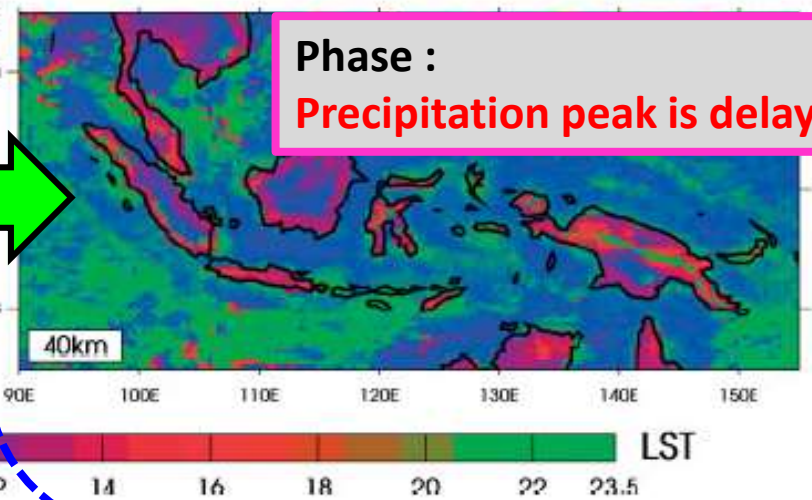 Phase :
Precipitation peak is delay
40km
90E 100E 110E 120E 130E 140E 150E
LST
14 16 18 20 22 23.5